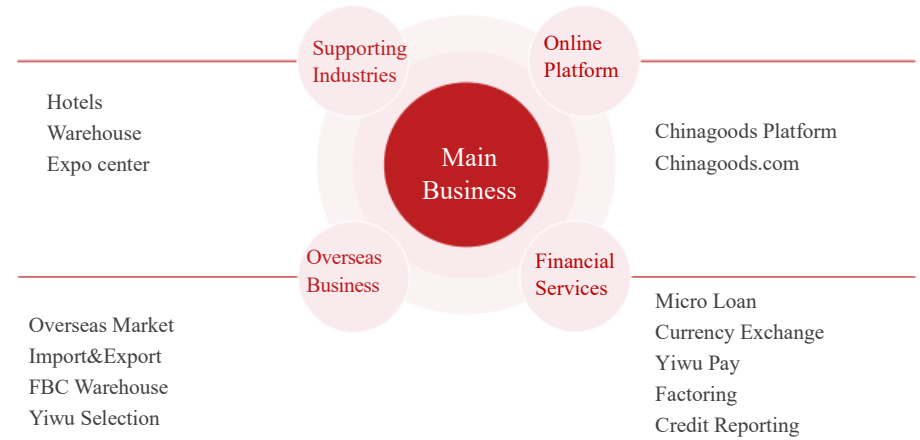 Supporting
Industries
Hotels
Warehouse
Expo center
Online
Platform
Chinagoods Platform
Chinagoods.com
Main
Business
Overseas
Business
Overseas Market
Import&Export
FBC Warehouse
Yiwu Selection
Financial
Services
Micro Loan
Currency Exchange
Yiwu Pay
Factoring
Credit Reporting